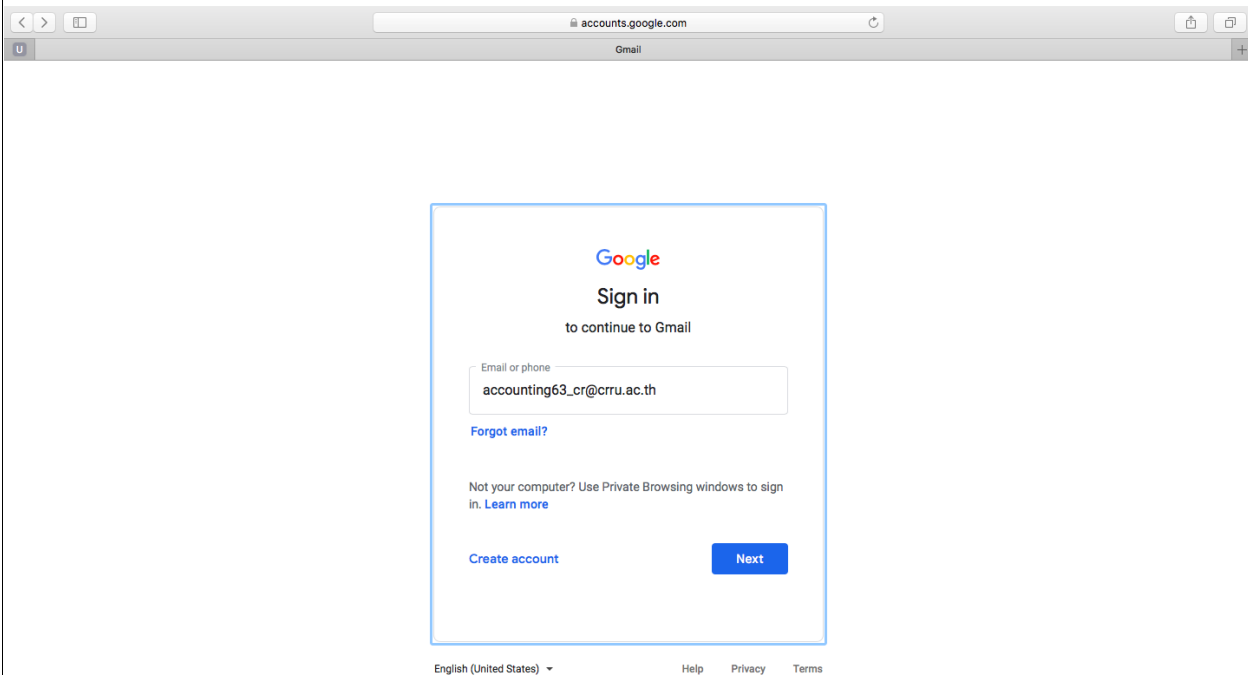 accounts.google.com
U
Gmail
Google
Sign in
to continue to Gmail
Email or phone
accounting63_cr@crru.ac.th
Forgot email?
Not your computer? Use Private Browsing windows to sign
in. Learn more
Create account
Next
English (United States)
Help Privacy Terms